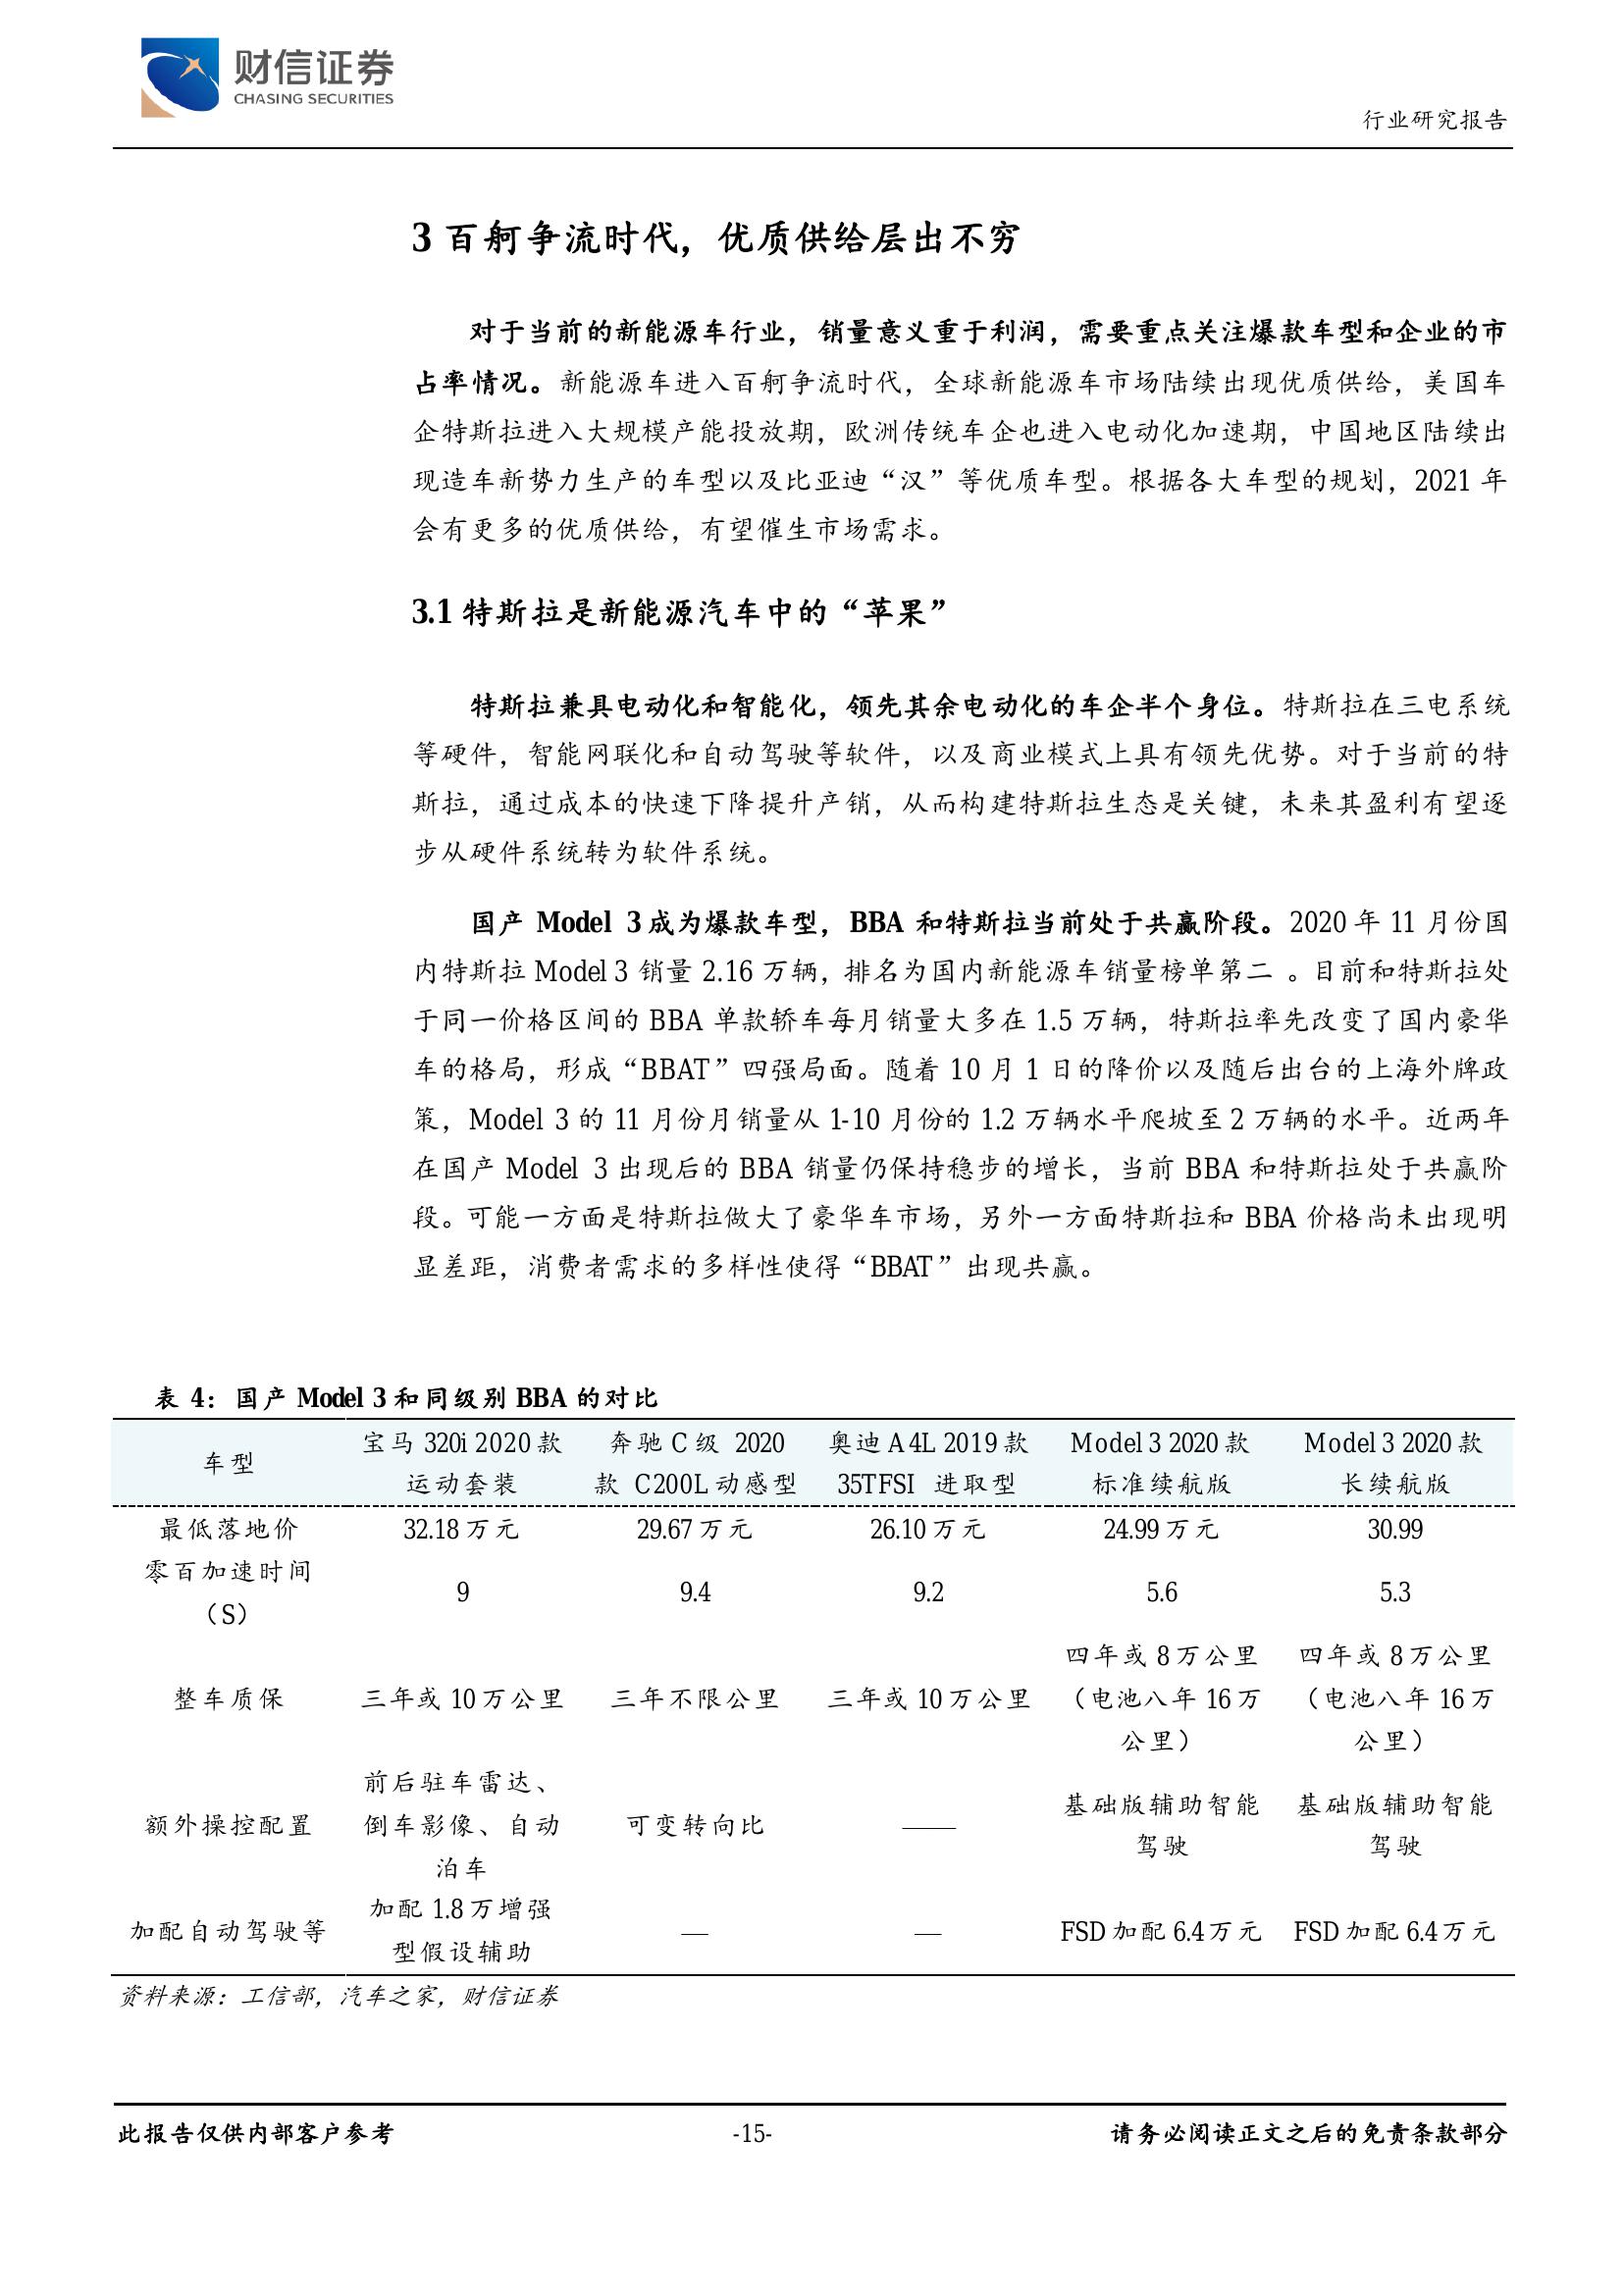 财信证券
CHASING SECURITIES
行业研究报告
3 百舸争流时代，优质供给层出不穷
对于当前的新能源车行业，销量意义重于利润，需要重点关注爆款车型和企业的市
占率情况。新能源车进入百舸争流时代，全球新能源车市场陆续出现优质供给，美国车
企特斯拉进入大规模产能投放期，欧洲传统车企也进入电动化加速期，中国地区陆续出
现造车新势力生产的车型以及比亚迪“汉”等优质车型。根据各大车型的规划，2021 年
会有更多的优质供给，有望催生市场需求。
3.1 特斯拉是新能源汽车中的“苹果”
特斯拉兼具电动化和智能化，领先其余电动化的车企半个身位。特斯拉在三电系统
等硬件，智能网联化和自动驾驶等软件，以及商业模式上具有领先优势。对于当前的特
斯拉，通过成本的快速下降提升产销，从而构建特斯拉生态是关键，未来其盈利有望逐
步从硬件系统转为软件系统。
国产 Model 3 成为爆款车型，BBA 和特斯拉当前处于共赢阶段。2020 年 11 月份国
内特斯拉 Model 3 销量 2.16 万辆，排名为国内新能源车销量榜单第二 。目前和特斯拉处
于同一价格区间的 BBA 单款轿车每月销量大多在 1.5 万辆，特斯拉率先改变了国内豪华
车的格局，形成“BBAT”四强局面。随着 10 月 1 日的降价以及随后出台的上海外牌政
策，Model 3 的 11 月份月销量从 1-10 月份的 1.2 万辆水平爬坡至 2 万辆的水平。近两年
在国产 Model 3 出现后的 BBA 销量仍保持稳步的增长，当前 BBA 和特斯拉处于共赢阶
段。可能一方面是特斯拉做大了豪华车市场，另外一方面特斯拉和 BBA 价格尚未出现明
显差距，消费者需求的多样性使得“BBAT”出现共赢。
表 4：国产 Model 3 和同级别 BBA 的对比
车型
宝马 320i 2020 款
运动套装
奔驰 C 级 2020
款 C200L 动感型
奥迪 A4L 2019 款
35TFSI 进取型
Model 3 2020 款
标准续航版
Model 3 2020 款
长续航版
最低落地价
32.18 万元
29.67 万元
26.10 万元
24.99 万元
30.99
零百加速时间
（S）
9
9.4
9.2
5.6
5.3
整车质保
三年或 10 万公里
三年不限公里
三年或 10 万公里
四年或 8 万公里
（电池八年 16 万
公里）
四年或 8 万公里
（电池八年 16 万
公里）
额外操控配置
前后驻车雷达、
倒车影像、自动
泊车
可变转向比
——
基础版辅助智能
驾驶
基础版辅助智能
驾驶
加配自动驾驶等
加配 1.8 万增强
型假设辅助
—
—
FSD 加配 6.4 万元
FSD 加配 6.4 万元
资料来源：工信部，汽车之家，财信证券
此报告仅供内部客户参考
-15-
请务必阅读正文之后的免责条款部分